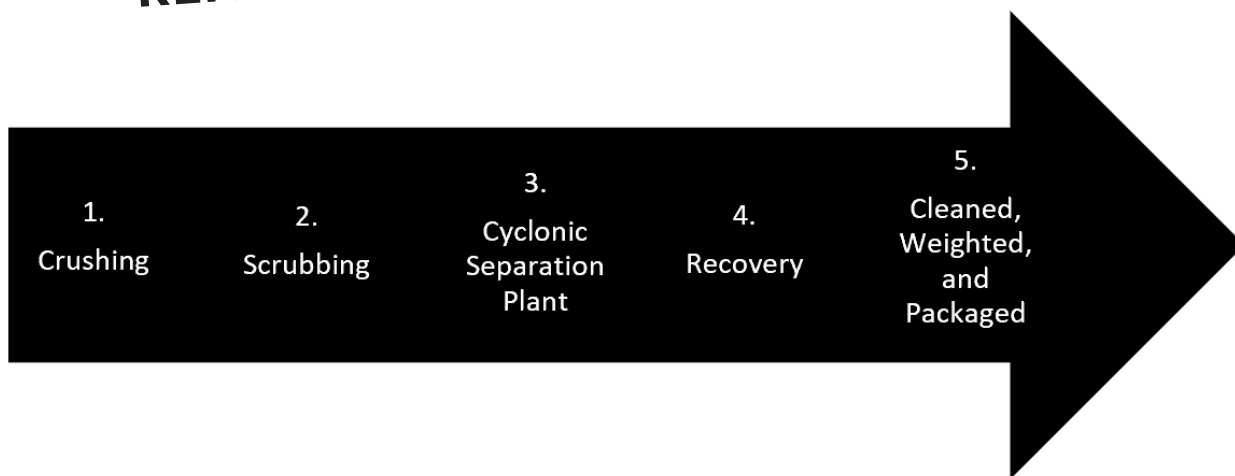 1.
Crushing
2.
Scrubbing
3.
Cyclonic
Separation
Plant
4.
Recovery
5.
Cleaned,
Weighted,
and
Packaged